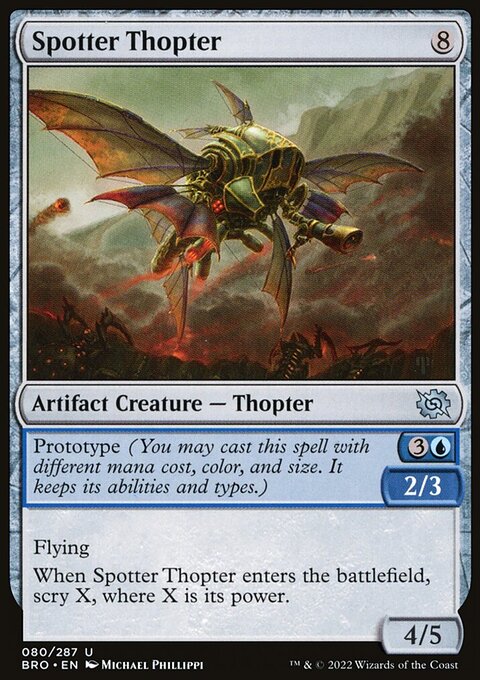 Spotter Thopter 8
Artifact Creature — Thopter
Prototype (You may cast this spell with 3
different mana cost, color, and size. It
keeps its abilities and types.) 2/3
Flying
When Spotter Thopter enters the battlefield,
scry X, where X is its power.
4/5
080/287 U
BRO • EN Michael Phillippi ™ & © 2022 Wizards of the Coast